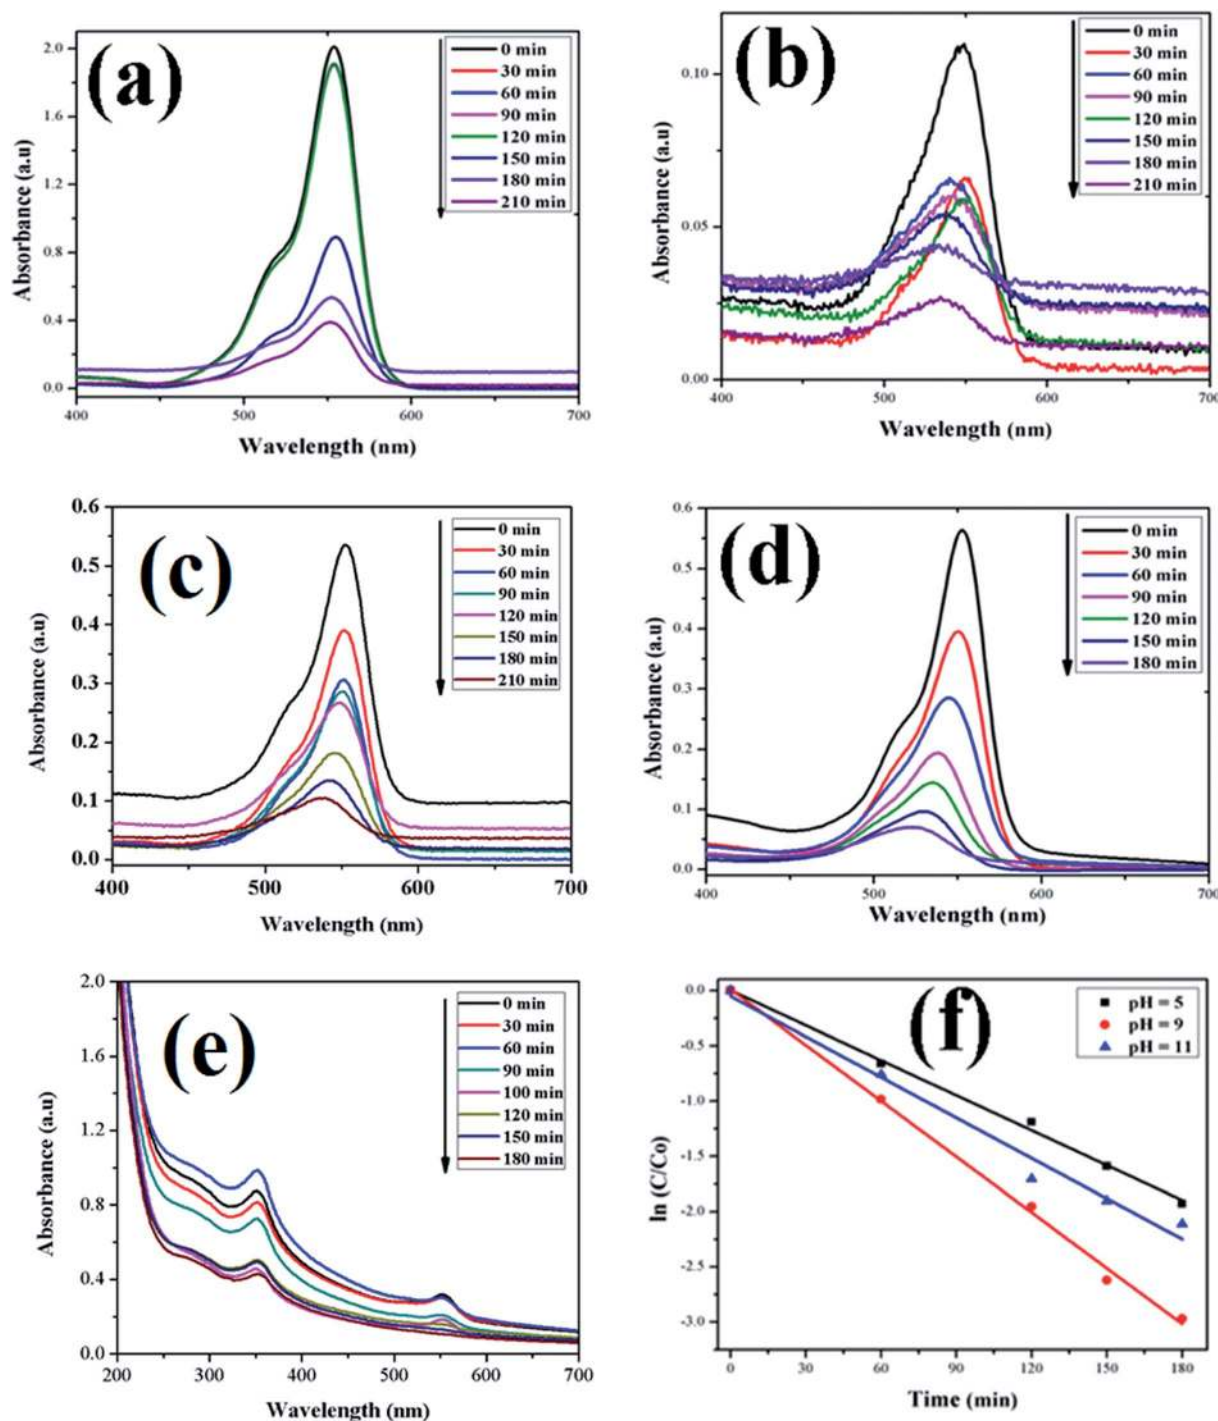 (a)
2.0
1.6
1.2
0.8
0.4
0.0
Absorbance (a.u)
400
500
600
700
Wavelength (nm)
0 min
30 min
60 min
90 min
120 min
150 min
180 min
210 min
(b)
0.10
0.05
0.00
Absorbance (a.u)
400
500
600
700
Wavelength (nm)
0 min
30 min
60 min
90 min
120 min
150 min
180 min
210 min
(c)
0.6
0.5
0.4
0.3
0.2
0.1
0.0
Absorbance (a.u)
400
500
600
700
Wavelength (nm)
0 min
30 min
60 min
90 min
120 min
150 min
180 min
210 min
(d)
0.6
0.5
0.4
0.3
0.2
0.1
0.0
Absorbance (a.u)
400
500
600
700
Wavelength (nm)
0 min
30 min
60 min
90 min
120 min
150 min
180 min
(e)
2.0
1.6
1.2
0.8
0.4
0.0
Absorbance (a.u)
200
300
400
500
600
700
Wavelength (nm)
0 min
30 min
60 min
90 min
100 min
120 min
150 min
180 min
(f)
0.0
-0.5
-1.0
-1.5
-2.0
-2.5
-3.0
ln (C/Co)
0
30
60
90
120
150
180
Time (min)
pH = 5
pH = 9
pH = 11